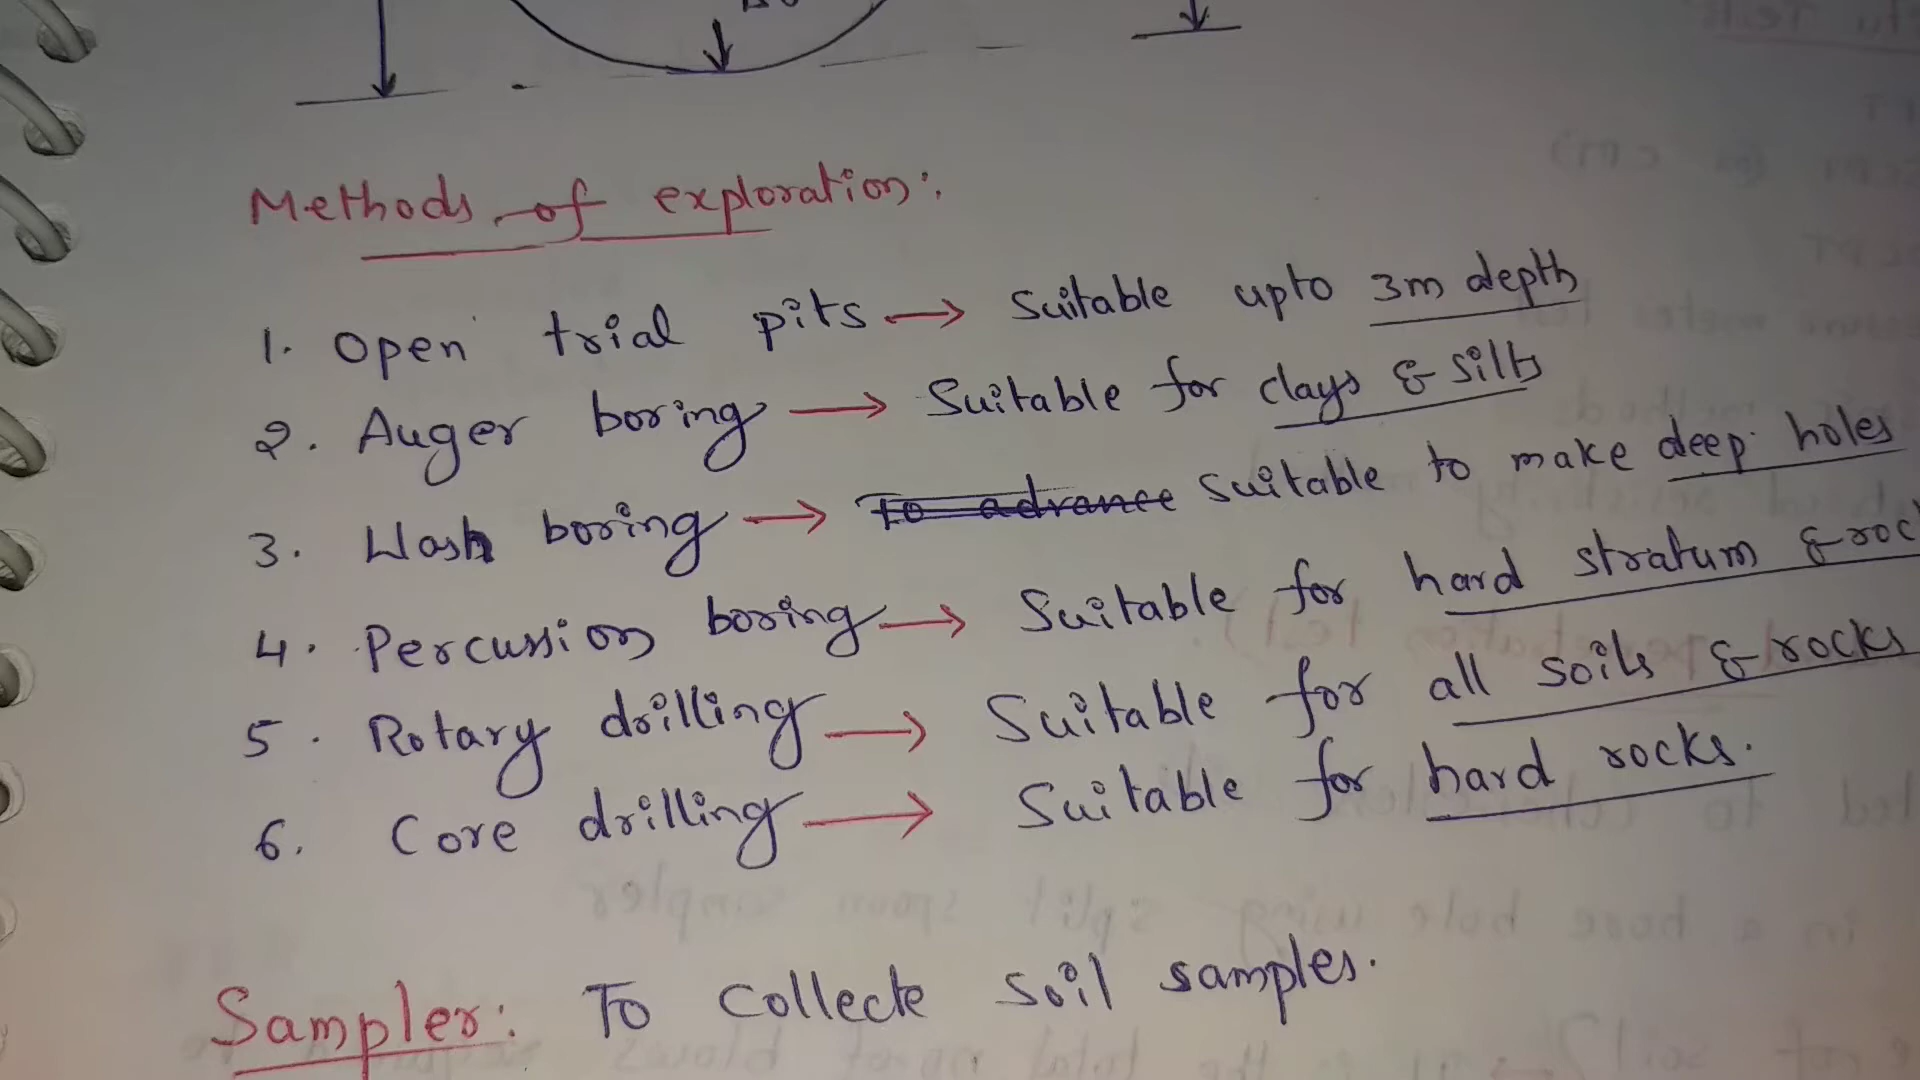 Methods of exploration:
1. Open trial pits → Suitable upto 3m depth
2. Auger boring → Suitable for clays & silts
3. Wash boring → To advance Suitable to make deep holes
4. Percussion boring → Suitable for hard stratum & roc
5. Rotary drilling → Suitable for all soils & rocks
6. Core drilling → Suitable for hard rocks.
Sampler: To Collecte Soil samples.